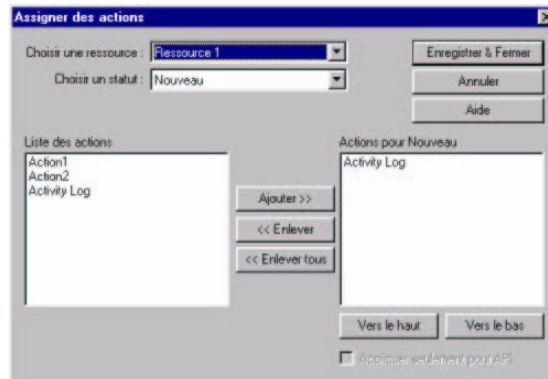 Assigner des actions
Choisir une ressource : Ressource 1
Enregistrer & Fermer
Choisir un statut : Nouveau
Annuler
Aide
Liste des actions
Actions pour Nouveau
Action1
Action2
Activity Log
Activity Log
Ajouter >>
<< Enlever
<< Enlever tous
Vers le haut
Vers le bas
Appliquer seulement pour API